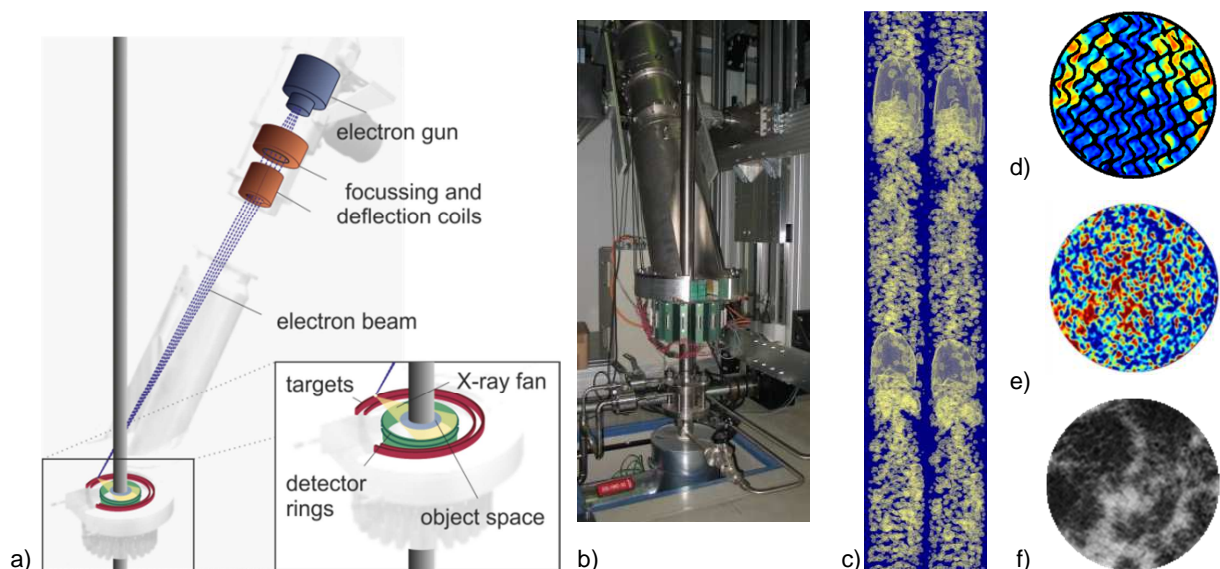 electron gun
focussing and
deflection coils
electron beam
targets
X-ray fan
detector
rings
object space
a)
b)
c)
d)
e)
f)